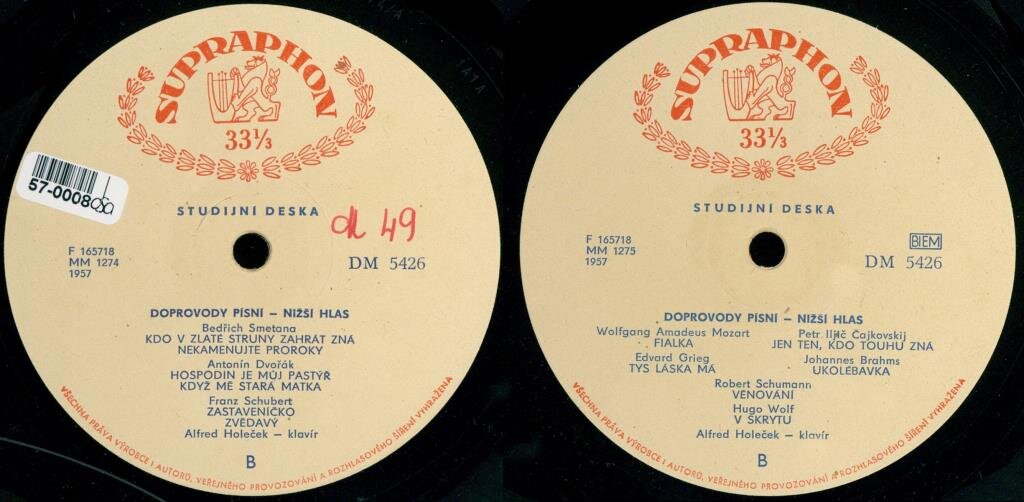 SUPRAPHON
33⅓
57-0008
STUDIJNÍ DESKA
49
F 165718
MM 1274
1957
DM 5426
DOPROVODY PÍSNÍ – NIŽŠÍ HLAS
Bedřich Smetana
KDO V ZLATÉ STRUNY ZAHRÁT ZNÁ
NEKAMENUJTE PROROKY
Antonín Dvořák
HOSPODIN JE MŮJ PASTÝŘ
KDYŽ MĚ STARÁ MATKA
Franz Schubert
ZASTAVENÍČKO
ZVĚDAVÝ
Alfred Holeček – klavír
B
VŠECHNA PRÁVA VÝROBCE I AUTORŮ, VEŘEJNÉHO PROVOZOVÁNÍ A ROZHLASOVÉHO ŠÍŘENÍ VYHRAŽENA
SUPRAPHON
33⅓
STUDIJNÍ DESKA
F 165718
MM 1275
1957
BIEM
DM 5426
DOPROVODY PÍSNÍ – NIŽŠÍ HLAS
Wolfgang Amadeus Mozart
FIALKA
Petr Iljič Čajkovskij
JEN TEN, KDO TOUHU ZNÁ
Edvard Grieg
TYS LÁSKA MÁ
Johannes Brahms
UKOLÉBAVKA
Robert Schumann
VĚNOVÁNÍ
Hugo Wolf
V SKRYTU
Alfred Holeček – klavír
B
VŠECHNA PRÁVA VÝROBCE I AUTORŮ, VEŘEJNÉHO PROVOZOVÁNÍ A ROZHLASOVÉHO ŠÍŘENÍ VYHRAŽENA